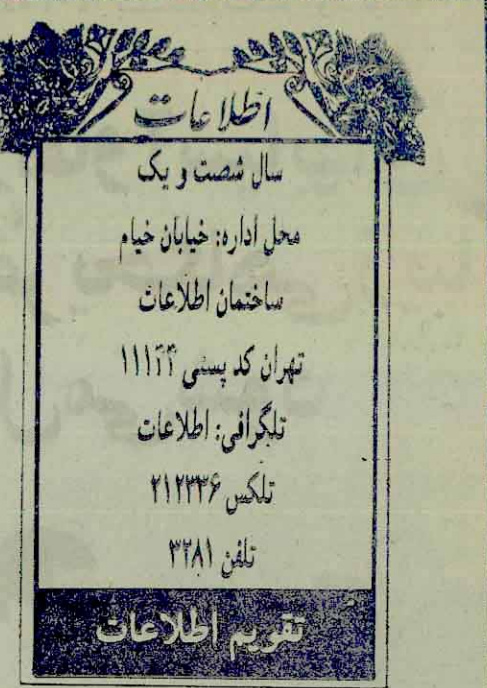 اطلاعات
سال شصت و یک
محل اداره: خیابان خیام
ساختمان اطلاعات
تهران کد پستی
تلگرافی: اطلاعات
تلکس ۲۱۲۳۳۶
تلفن ۳۲۸۱
تقویم اطلاعات